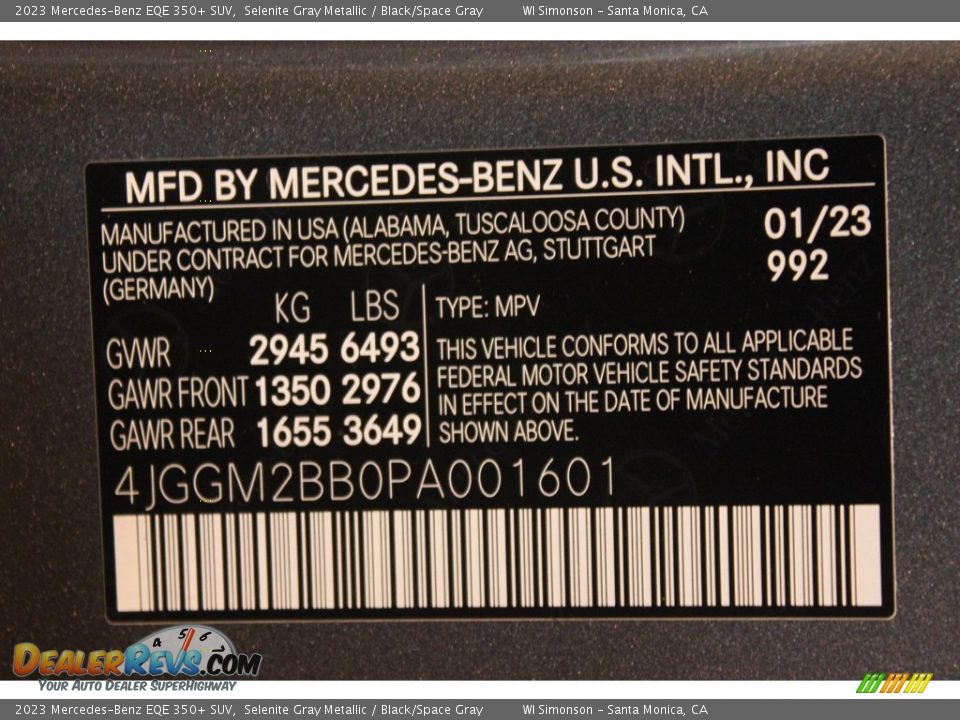 2023 Mercedes-Benz EQE 350+ SUV, Selenite Gray Metallic / Black/Space Gray WI Simonson - Santa Monica, CA
MFD BY MERCEDES-BENZ U.S. INTL., INC
MANUFACTURED IN USA (ALABAMA, TUSCALOOSA COUNTY)
UNDER CONTRACT FOR MERCEDES-BENZ AG, STUTTGART
(GERMANY)
01/23
992
KG LBS
GVWR 2945 6493
GAWR FRONT 1350 2976
GAWR REAR 1655 3649
TYPE: MPV
THIS VEHICLE CONFORMS TO ALL APPLICABLE
FEDERAL MOTOR VEHICLE SAFETY STANDARDS
IN EFFECT ON THE DATE OF MANUFACTURE
SHOWN ABOVE.
4JGGM2BB0PA001601
4 5 6 7
DEALERREVS.COM
YOUR AUTO DEALER SUPERHIGHWAY
2023 Mercedes-Benz EQE 350+ SUV, Selenite Gray Metallic / Black/Space Gray WI Simonson - Santa Monica, CA